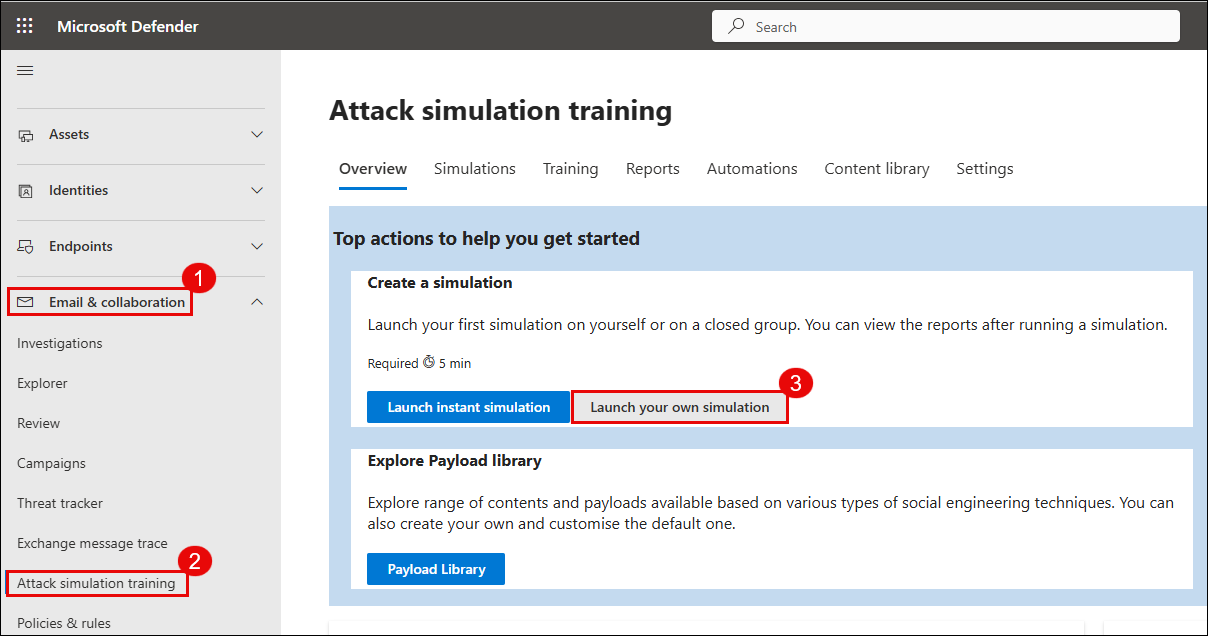 Microsoft Defender
Search
Assets
Identities
Endpoints
1
Email & collaboration
Investigations
Explorer
Review
Campaigns
Threat tracker
Exchange message trace
2
Attack simulation training
Policies & rules
Attack simulation training
Overview Simulations Training Reports Automations Content library Settings
Top actions to help you get started
Create a simulation
Launch your first simulation on yourself or on a closed group. You can view the reports after running a simulation.
Required 5 min
3
Launch instant simulation Launch your own simulation
Explore Payload library
Explore range of contents and payloads available based on various types of social engineering techniques. You can
also create your own and customise the default one.
Payload Library